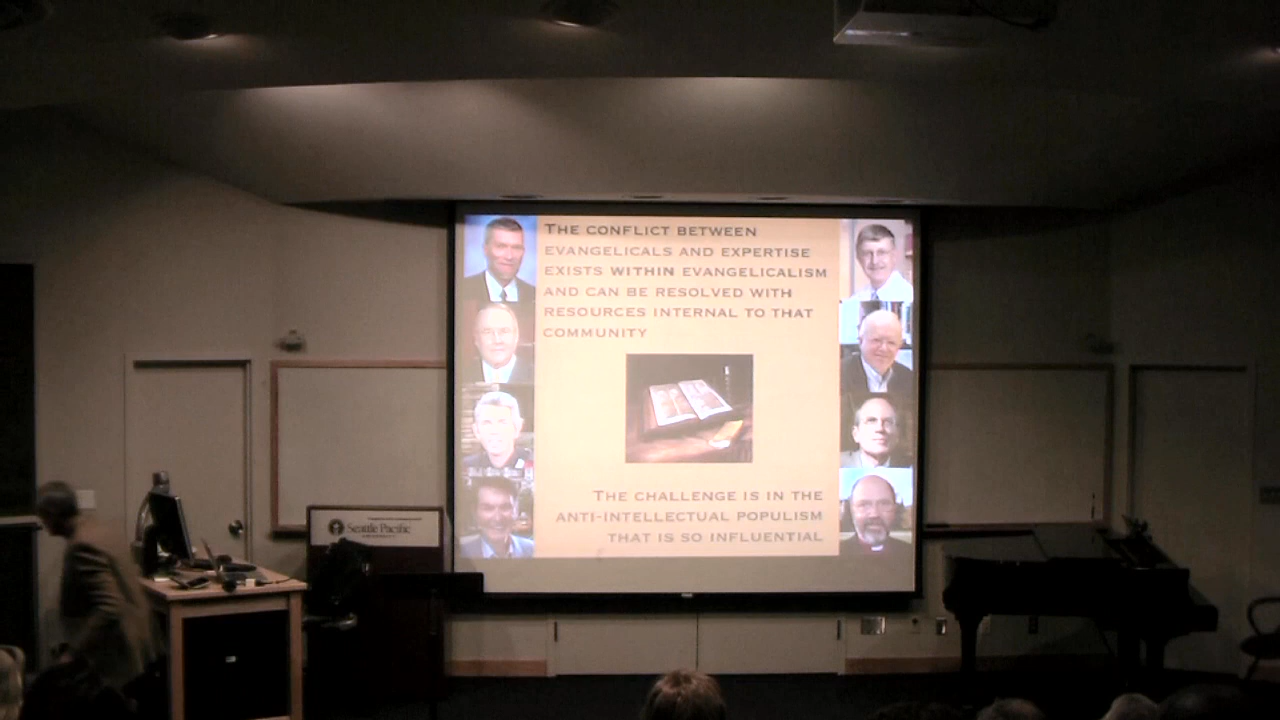 THE CONFLICT BETWEEN
EVANGELICALS AND EXPERTISE
EXISTS WITHIN EVANGELICALISM
AND CAN BE RESOLVED WITH
RESOURCES INTERNAL TO THAT
COMMUNITY
THE CHALLENGE IS IN THE
ANTI-INTELLECTUAL POPULISM
THAT IS SO INFLUENTIAL
Seattle Pacific
UNIVERSITY